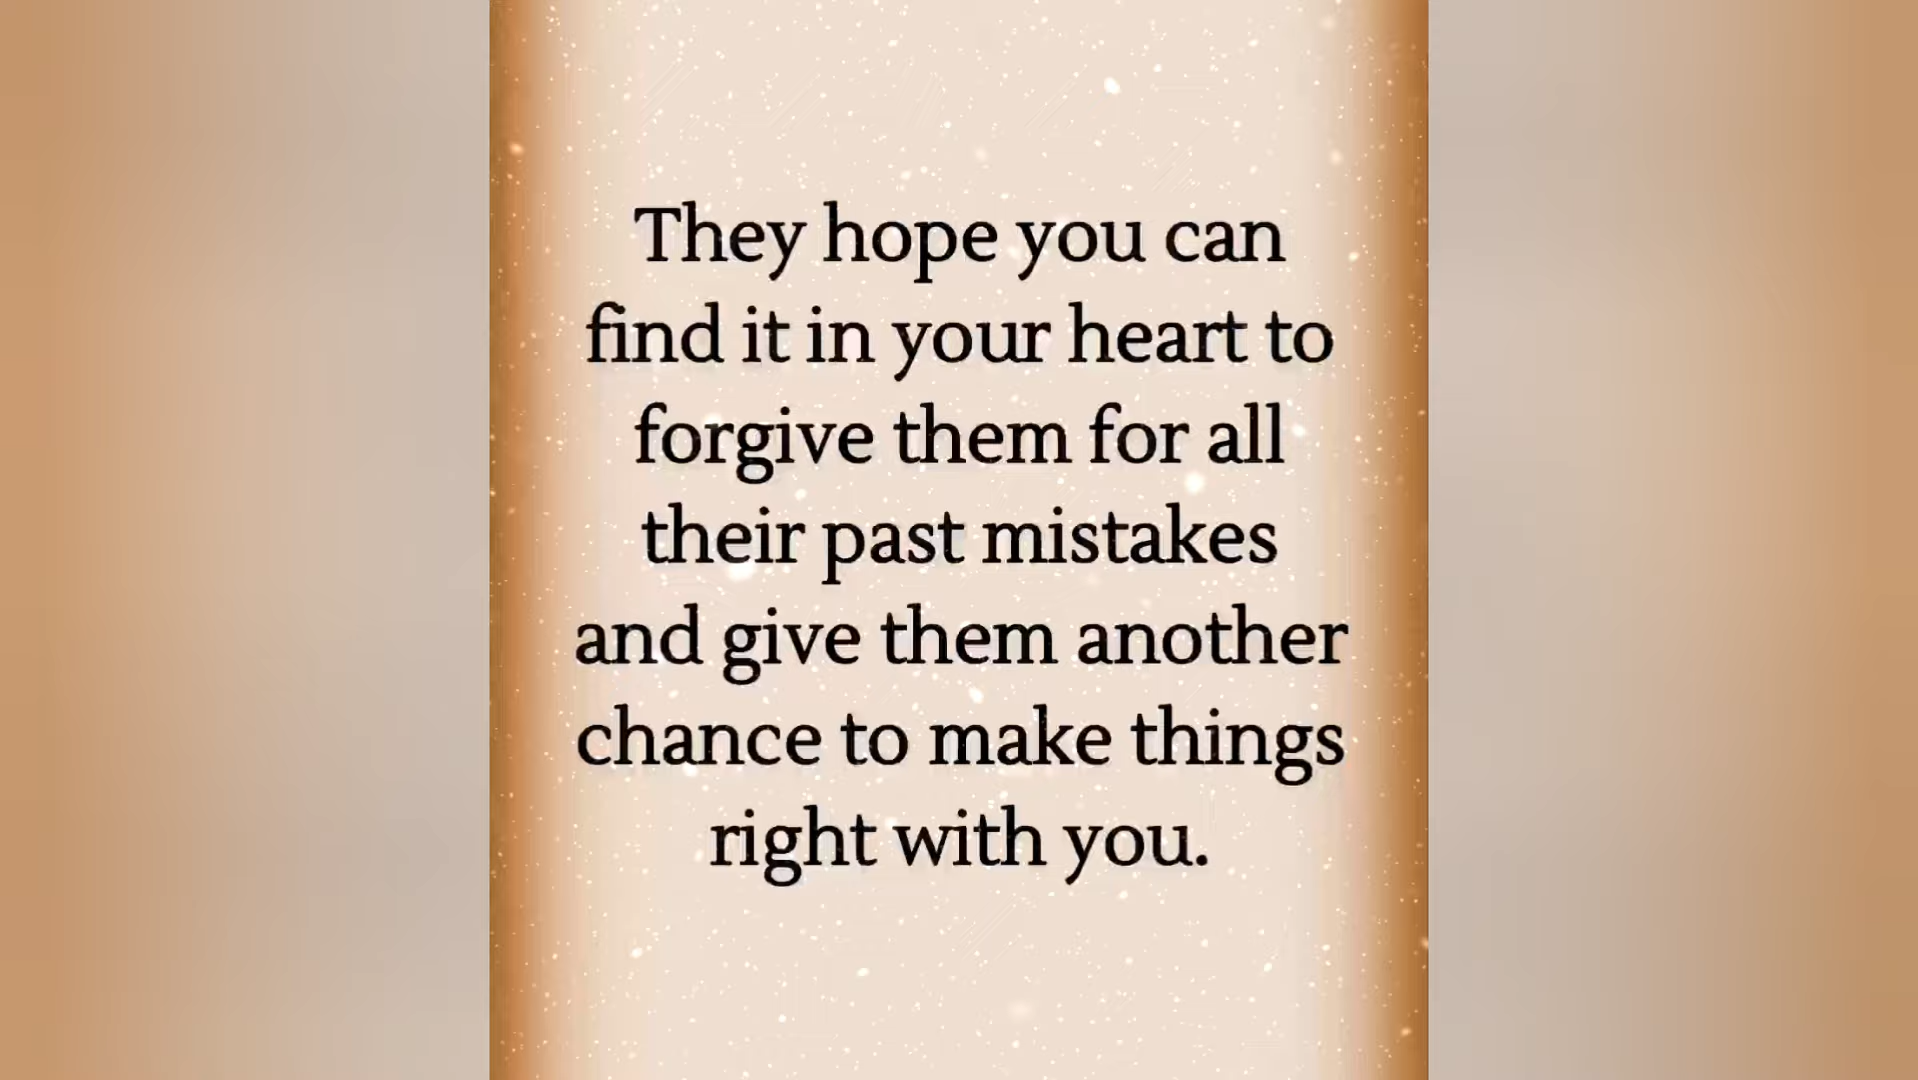 They hope you can
find it in your heart to
forgive them for all
their past mistakes
and give them another
chance to make things
right with you.